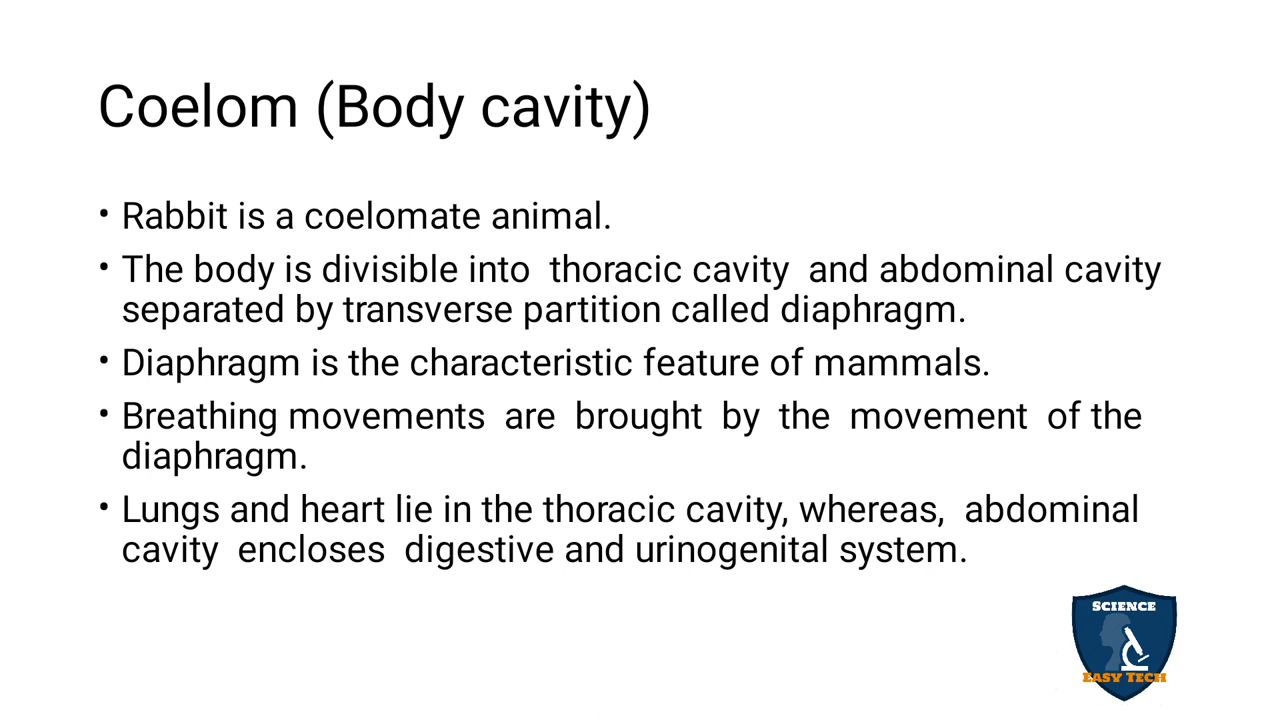 Coelom (Body cavity)
• Rabbit is a coelomate animal.
• The body is divisible into thoracic cavity and abdominal cavity
separated by transverse partition called diaphragm.
• Diaphragm is the characteristic feature of mammals.
• Breathing movements are brought by the movement of the
diaphragm.
• Lungs and heart lie in the thoracic cavity, whereas, abdominal
cavity encloses digestive and urinogenital system.
SCIENCE
EASY TECH